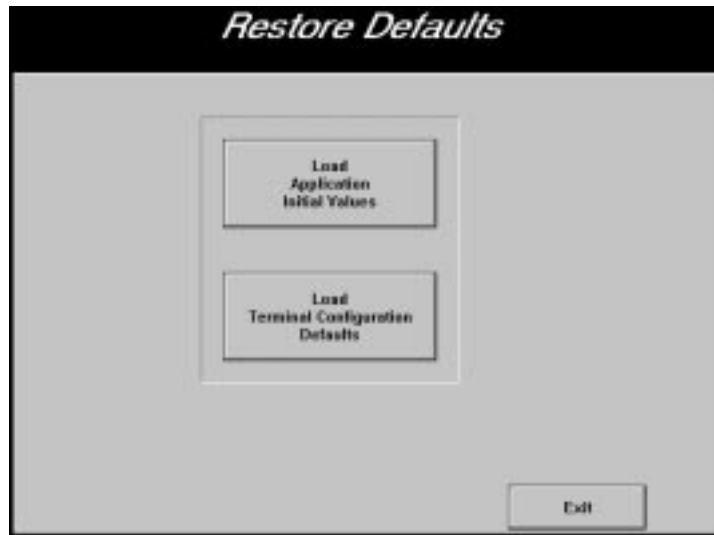 Restore Defaults
Load
Application
Initial Values
Load
Terminal Configuration
Defaults
Exit